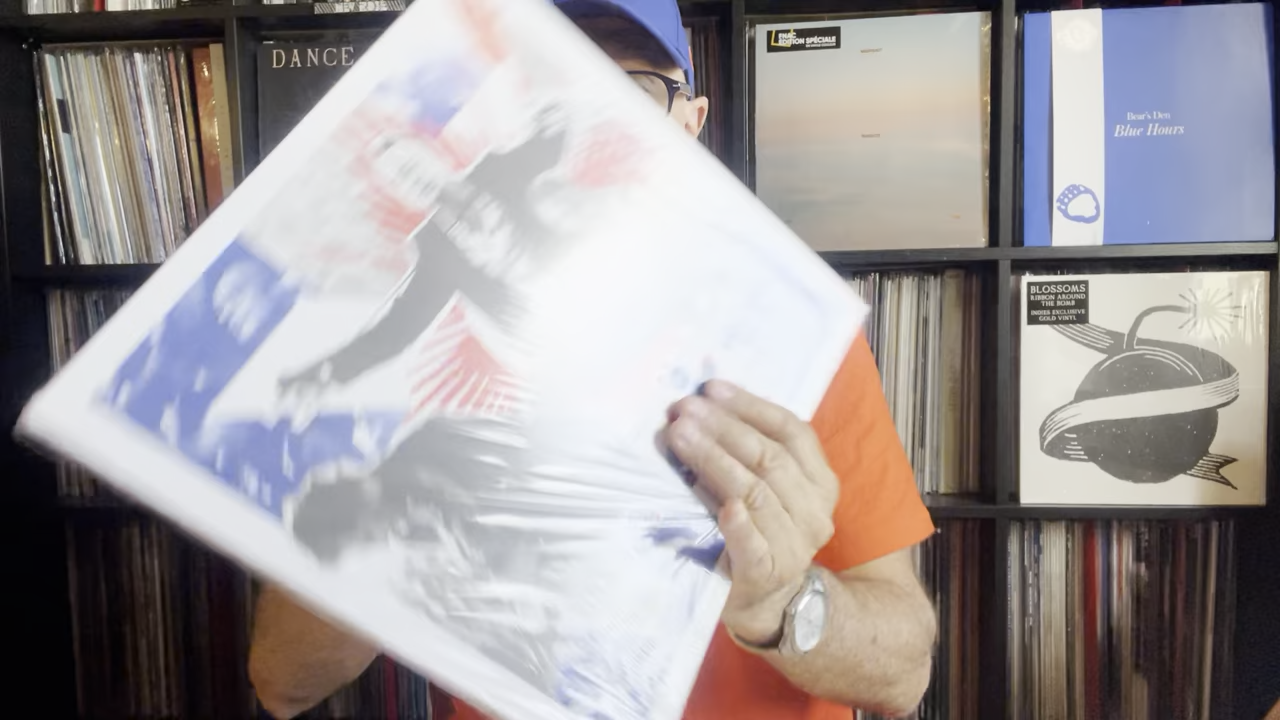 DANCE
FNAC
ÉDITION SPÉCIALE
Bear's Den
Blue Hours
BLOSSOMS
RIBBON AROUND
THE BOMB
INDIES EXCLUSIVE
GOLD VINYL